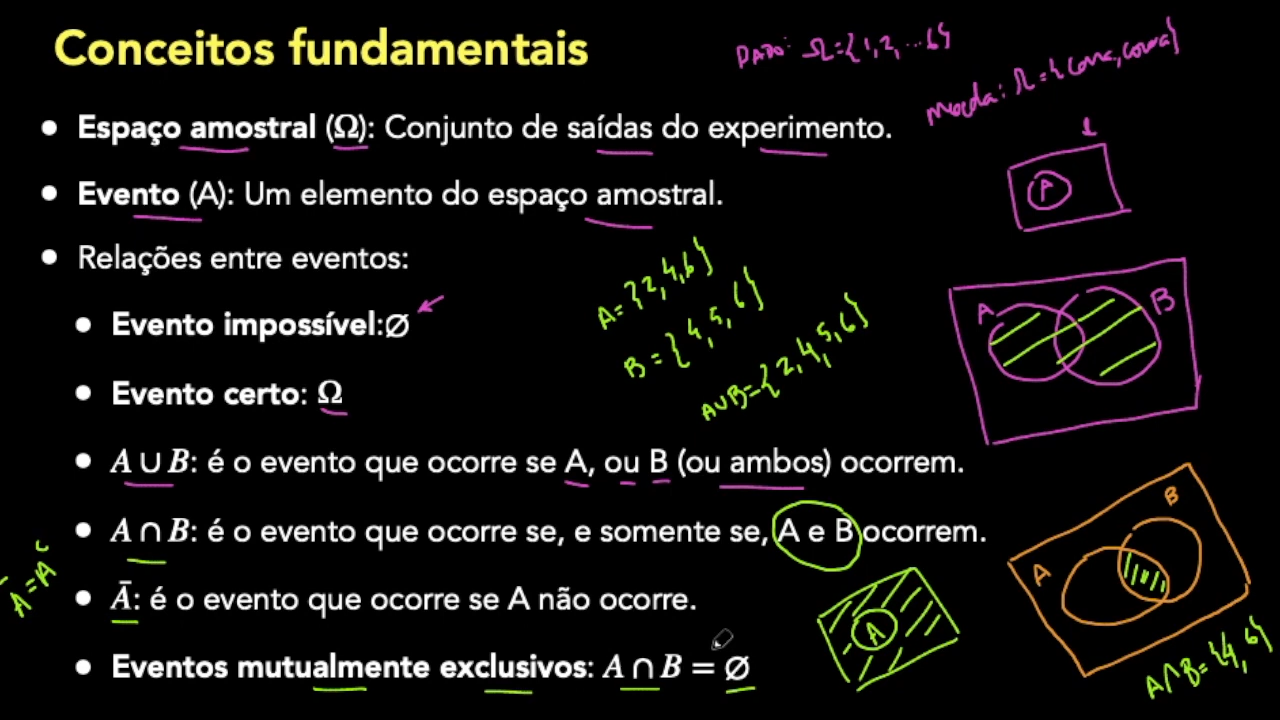 Conceitos fundamentais
DADO: Ω={1,2,...6}
moeda: Ω={cara, coroa}
• Espaço amostral (Ω): Conjunto de saídas do experimento.
• Evento (A): Um elemento do espaço amostral.
A
• Relações entre eventos:
A={2,4,6}
B={4,5,6}
A∪B={2,4,5,6}
A B
• Evento impossível:∅
• Evento certo: Ω
• A ∪ B: é o evento que ocorre se A, ou B (ou ambos) ocorrem.
• A ∩ B: é o evento que ocorre se, e somente se, A e B ocorrem.
A B
Ā=Aᶜ
• Ā: é o evento que ocorre se A não ocorre.
A
• Eventos mutualmente exclusivos: A ∩ B = ∅
A∩B={4,6}